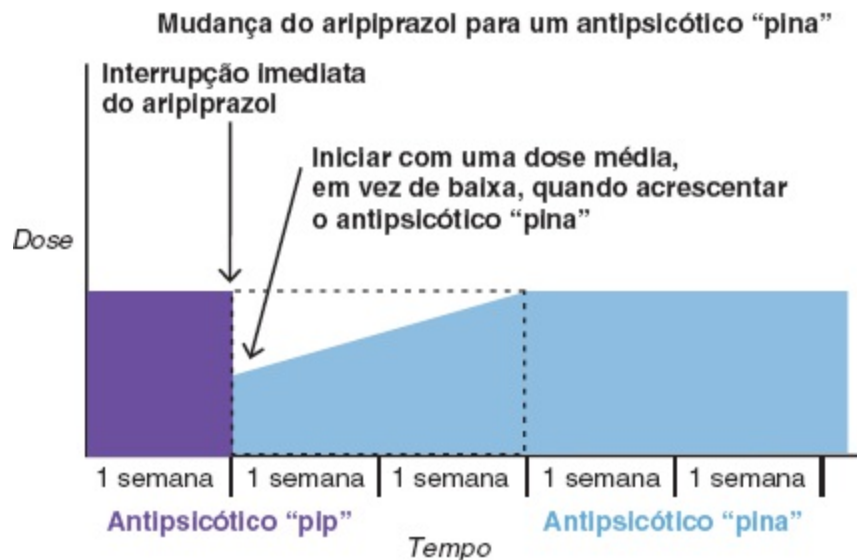 Mudança do aripiprazol para um antipsicótico “pina”
Interrupção imediata
do aripiprazol
Iniciar com uma dose média,
em vez de baixa, quando acrescentar
o antipsicótico “pina”
Dose
1 semana
1 semana
1 semana
1 semana
1 semana
Antipsicótico “pip”
Antipsicótico “pina”
Tempo